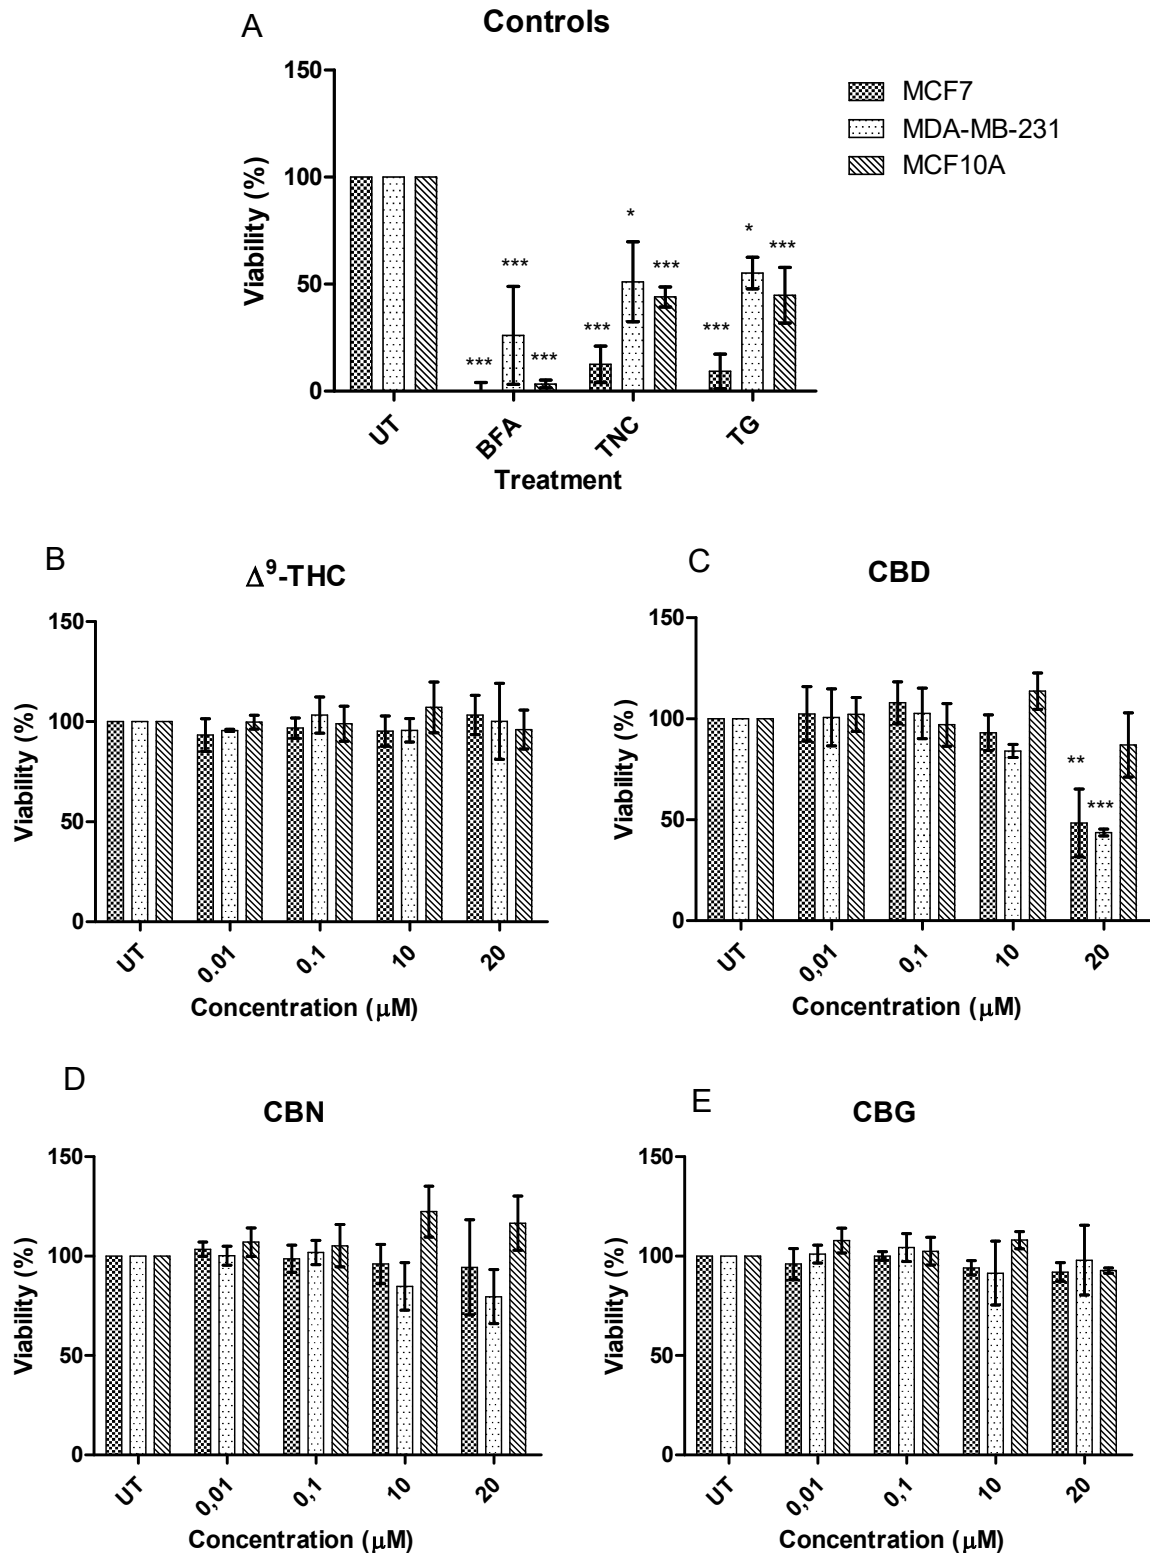 A
Controls
150
100
50
0
Viability (%)
***
***
***
***
*
***
***
*
***
UT
BFA
TNC
TG
Treatment
MCF7
MDA-MB-231
MCF10A
B
Δ⁹-THC
150
100
50
0
Viability (%)
UT
0.01
0.1
10
20
Concentration (μM)
C
CBD
150
100
50
0
Viability (%)
**
***
UT
0,01
0,1
10
20
Concentration (μM)
D
CBN
150
100
50
0
Viability (%)
UT
0,01
0,1
10
20
Concentration (μM)
E
CBG
150
100
50
0
Viability (%)
UT
0,01
0,1
10
20
Concentration (μM)